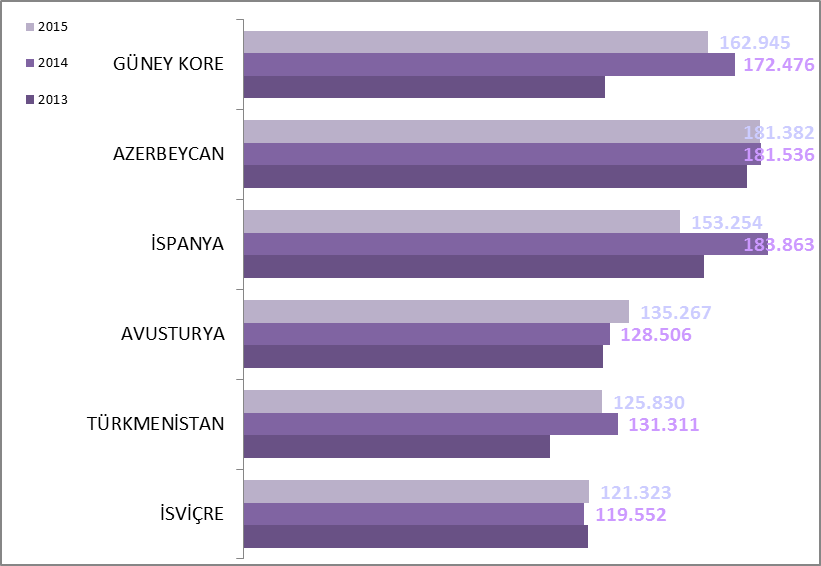 2015
2014
2013
GÜNEY KORE
162.945
172.476
AZERBEYCAN
181.382
181.536
İSPANYA
153.254
183.863
AVUSTURYA
135.267
128.506
TÜRKMENİSTAN
125.830
131.311
İSVİÇRE
121.323
119.552